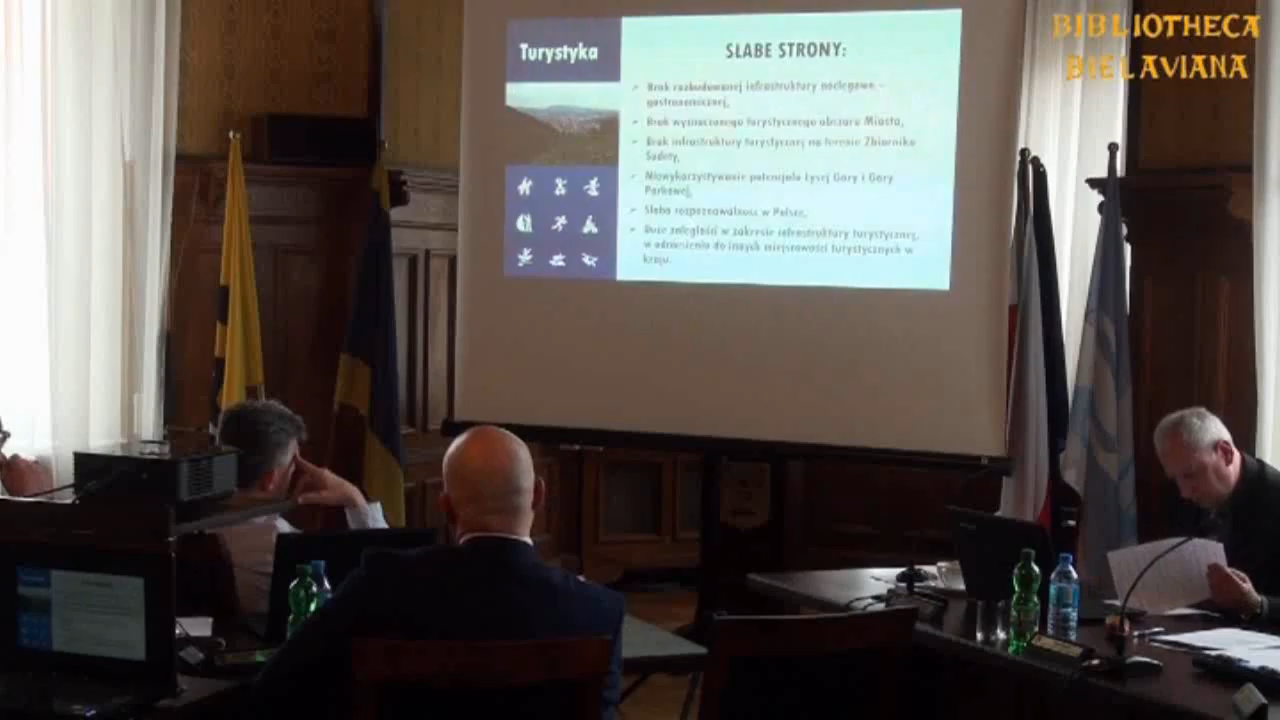 BIBLIOTHECA
BIELAVIANA
Turystyka
SŁABE STRONY:
Brak rozbudowanej infrastruktury noclegowo –
gastronomicznej,
Brak wyznaczonego turystycznego obszaru Miasta,
Brak infrastruktury turystycznej na terenie Zbiornika
Sudety,
Niewykorzystywanie potencjału Łysej Góry i Góry
Parkowej,
Słaba rozpoznawalność w Polsce,
Duże zaległości w zakresie infrastruktury turystycznej,
w odniesieniu do innych miejscowości turystycznych w
kraju.